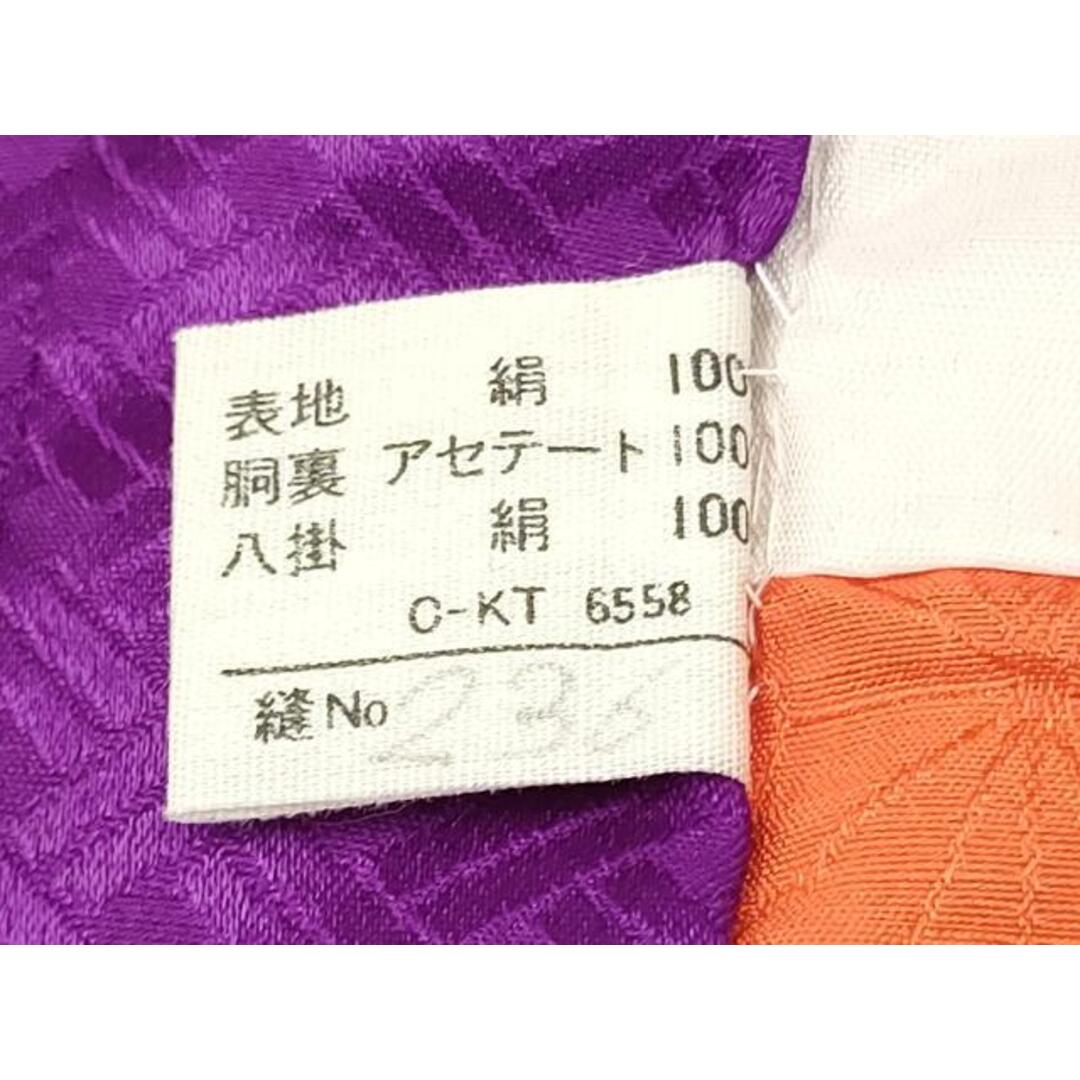 表地 絹 100
胴裏 アセテート 100
八掛 絹 100
C-KT 6558
縫No 23